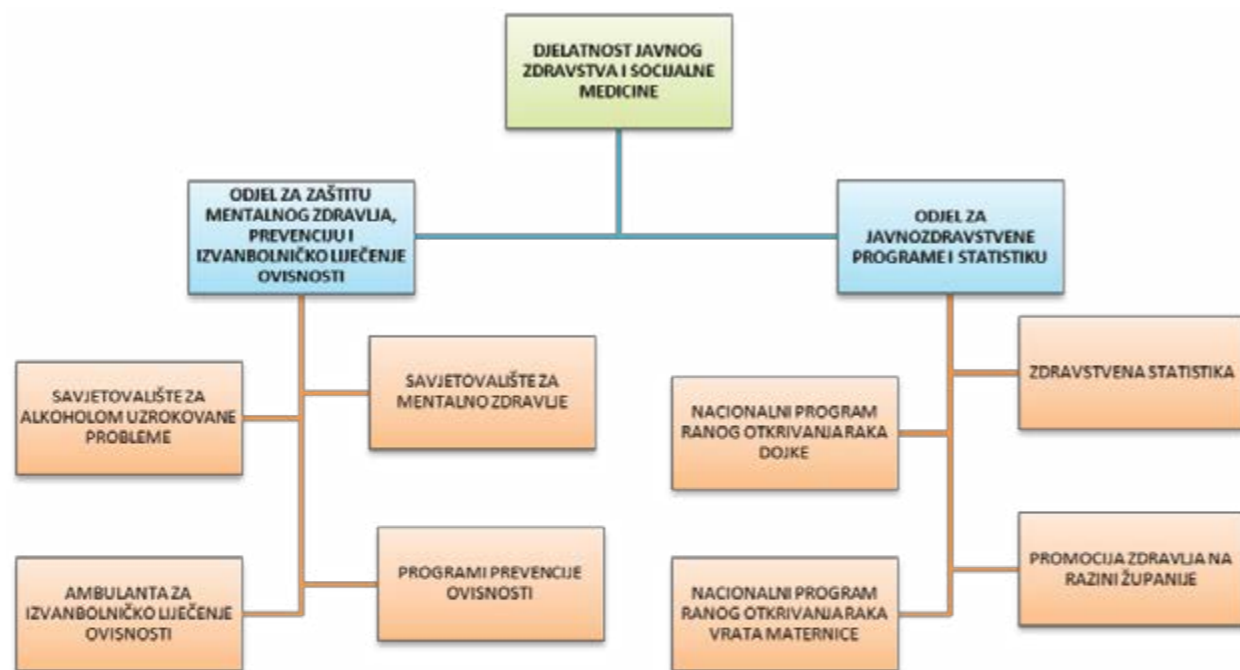 DJELATNOST JAVNOG
ZDRAVSTVA I SOCIJALNE
MEDICINE
ODJEL ZA ZAŠTITU
MENTALNOG ZDRAVLJA,
PREVENCIJU I
IZVANBOLNIČKO LIJEČENJE
OVISNOSTI
ODJEL ZA
JAVNOZDRAVSTVENE
PROGRAME I STATISTIKU
SAVJETOVALIŠTE ZA
ALKOHOLOM UZROKOVANE
PROBLEME
SAVJETOVALIŠTE ZA
MENTALNO ZDRAVLJE
AMBULANTA ZA
IZVANBOLNIČKO LIJEČENJE
OVISNOSTI
PROGRAMI PREVENCIJE
OVISNOSTI
NACIONALNI PROGRAM
RANOG OTKRIVANJA RAKA
DOJKE
ZDRAVSTVENA STATISTIKA
NACIONALNI PROGRAM
RANOG OTKRIVANJA RAKA
VRATA MATERNICE
PROMOCIJA ZDRAVLJA NA
RAZINI ŽUPANIJE